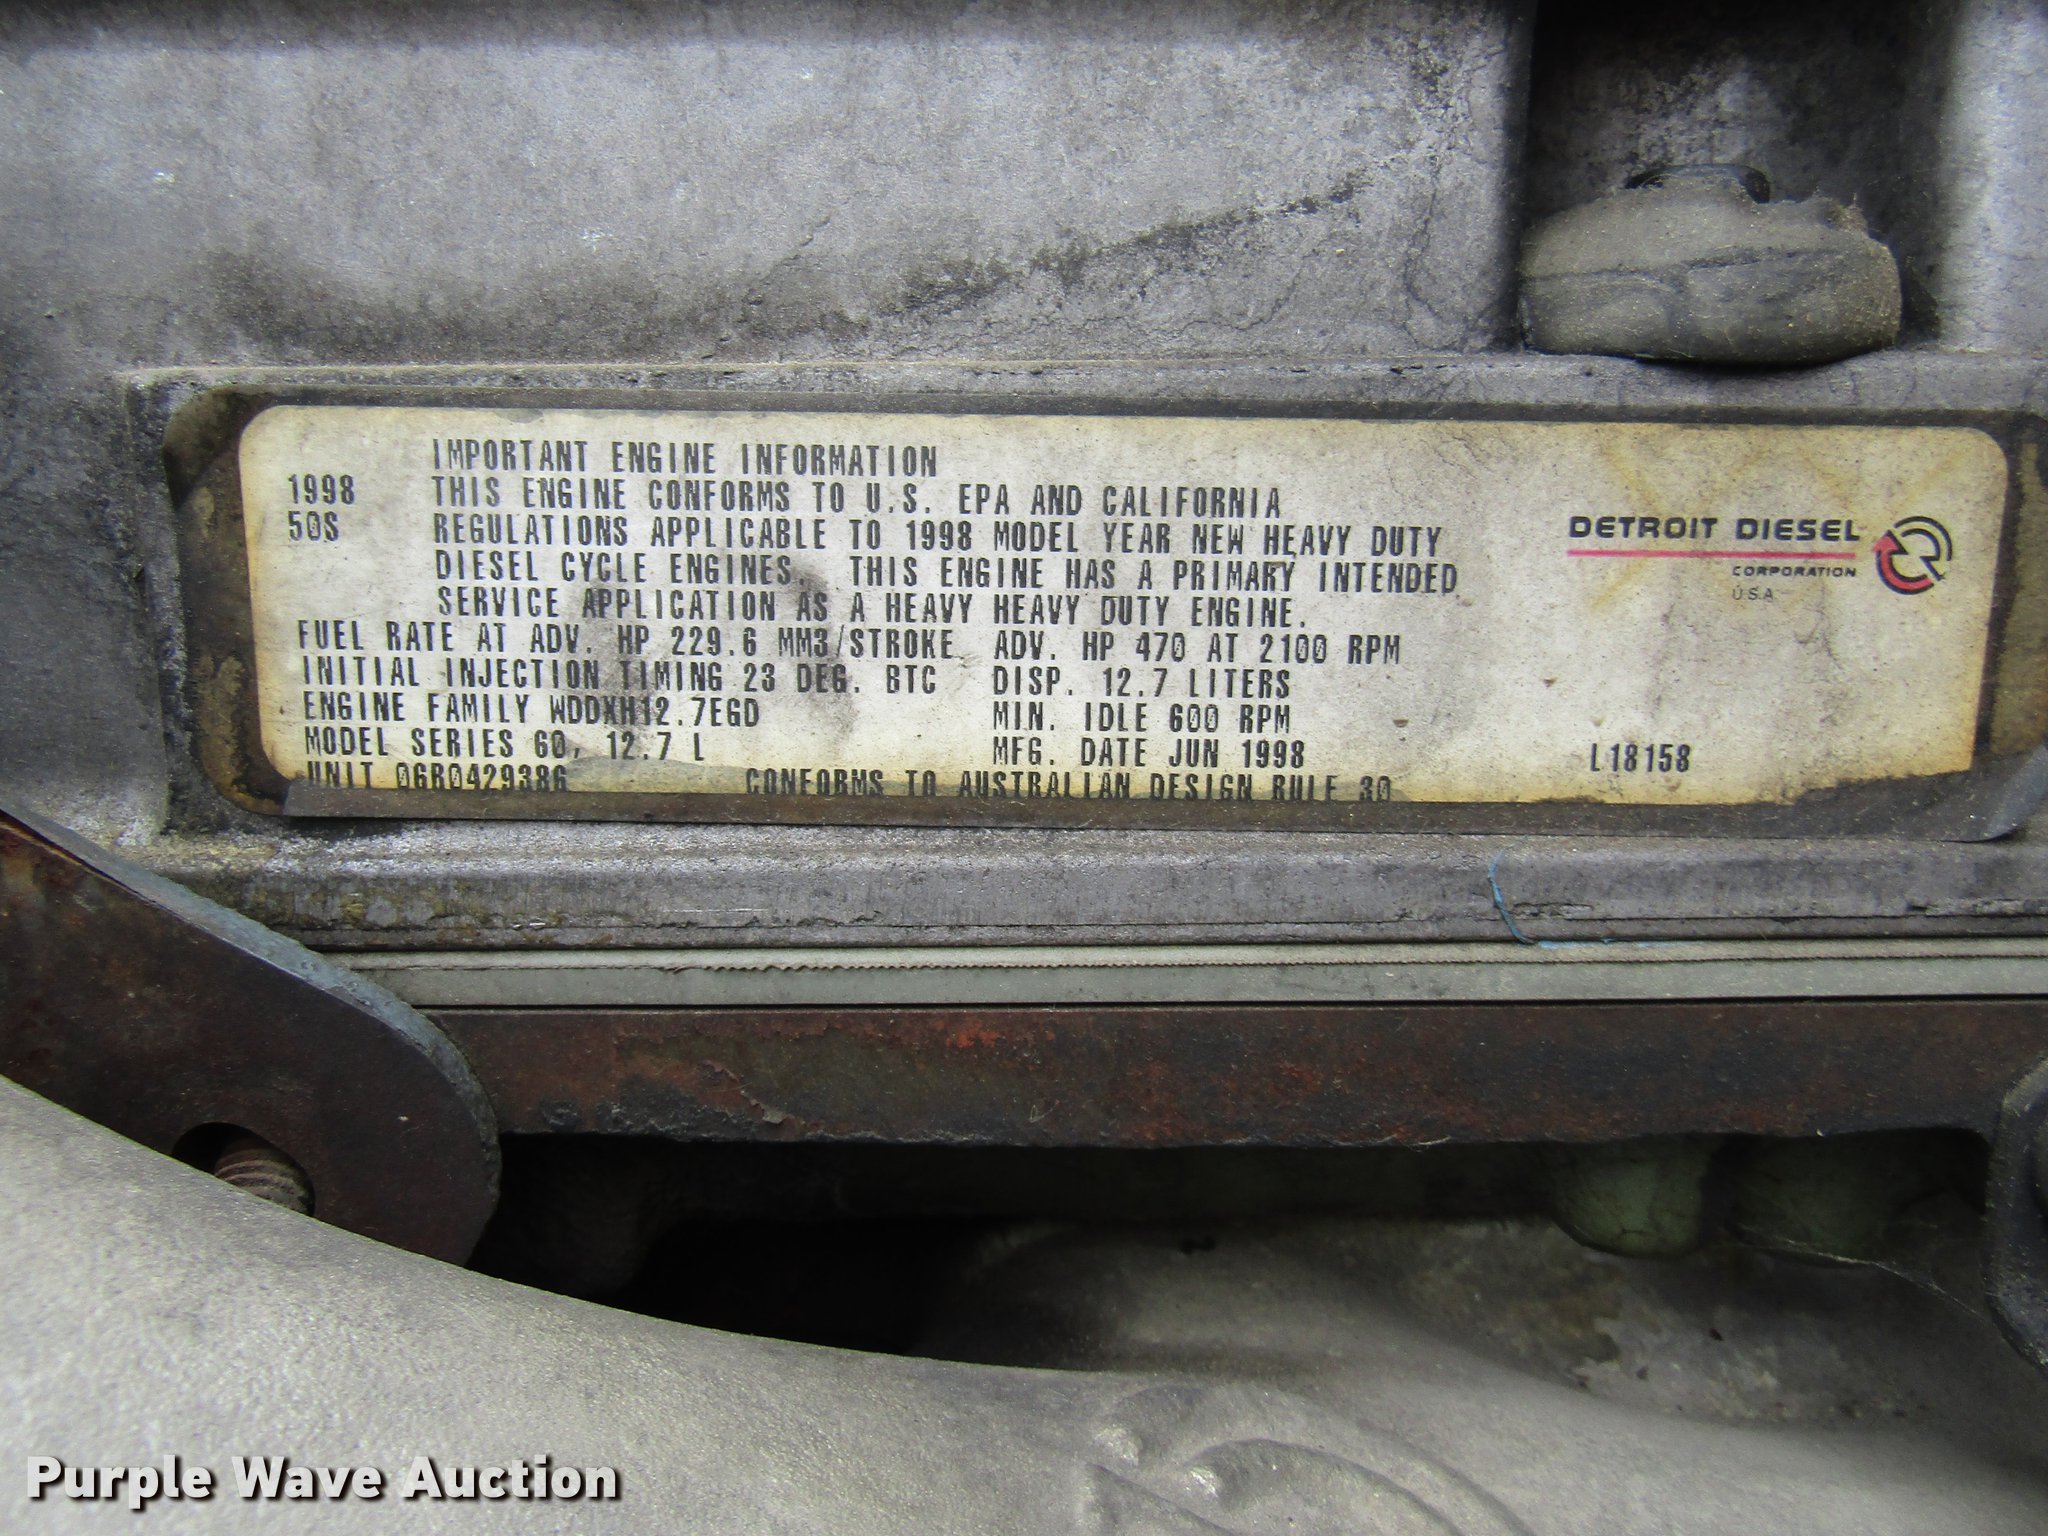 IMPORTANT ENGINE INFORMATION
1998 THIS ENGINE CONFORMS TO U.S. EPA AND CALIFORNIA
50S REGULATIONS APPLICABLE TO 1998 MODEL YEAR NEW HEAVY DUTY
DIESEL CYCLE ENGINES. THIS ENGINE HAS A PRIMARY INTENDED
SERVICE APPLICATION AS A HEAVY HEAVY DUTY ENGINE.
FUEL RATE AT ADV. HP 229.6 MM3/STROKE ADV. HP 470 AT 2100 RPM
INITIAL INJECTION TIMING 23 DEG. BTC DISP. 12.7 LITERS
ENGINE FAMILY WDDXH12.7EGD MIN. IDLE 600 RPM
MODEL SERIES 60, 12.7 L MFG. DATE JUN 1998 L18158
UNIT 06R0429386 CONFORMS TO AUSTRALIAN DESIGN RULE 30
DETROIT DIESEL
CORPORATION
U.S.A.
Purple Wave Auction